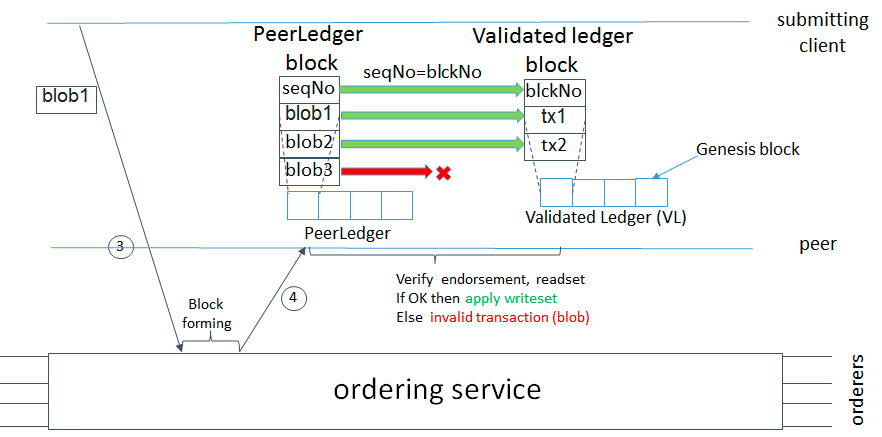 submitting
client
PeerLedger
block
Validated ledger
block
seqNo=blckNo
seqNo
blckNo
blob1
blob1
tx1
blob2
tx2
blob3
Genesis block
PeerLedger
Validated Ledger (VL)
3
peer
4
Block
forming
Verify endorsement, readset
If OK then apply writeset
Else invalid transaction (blob)
ordering service
orderers